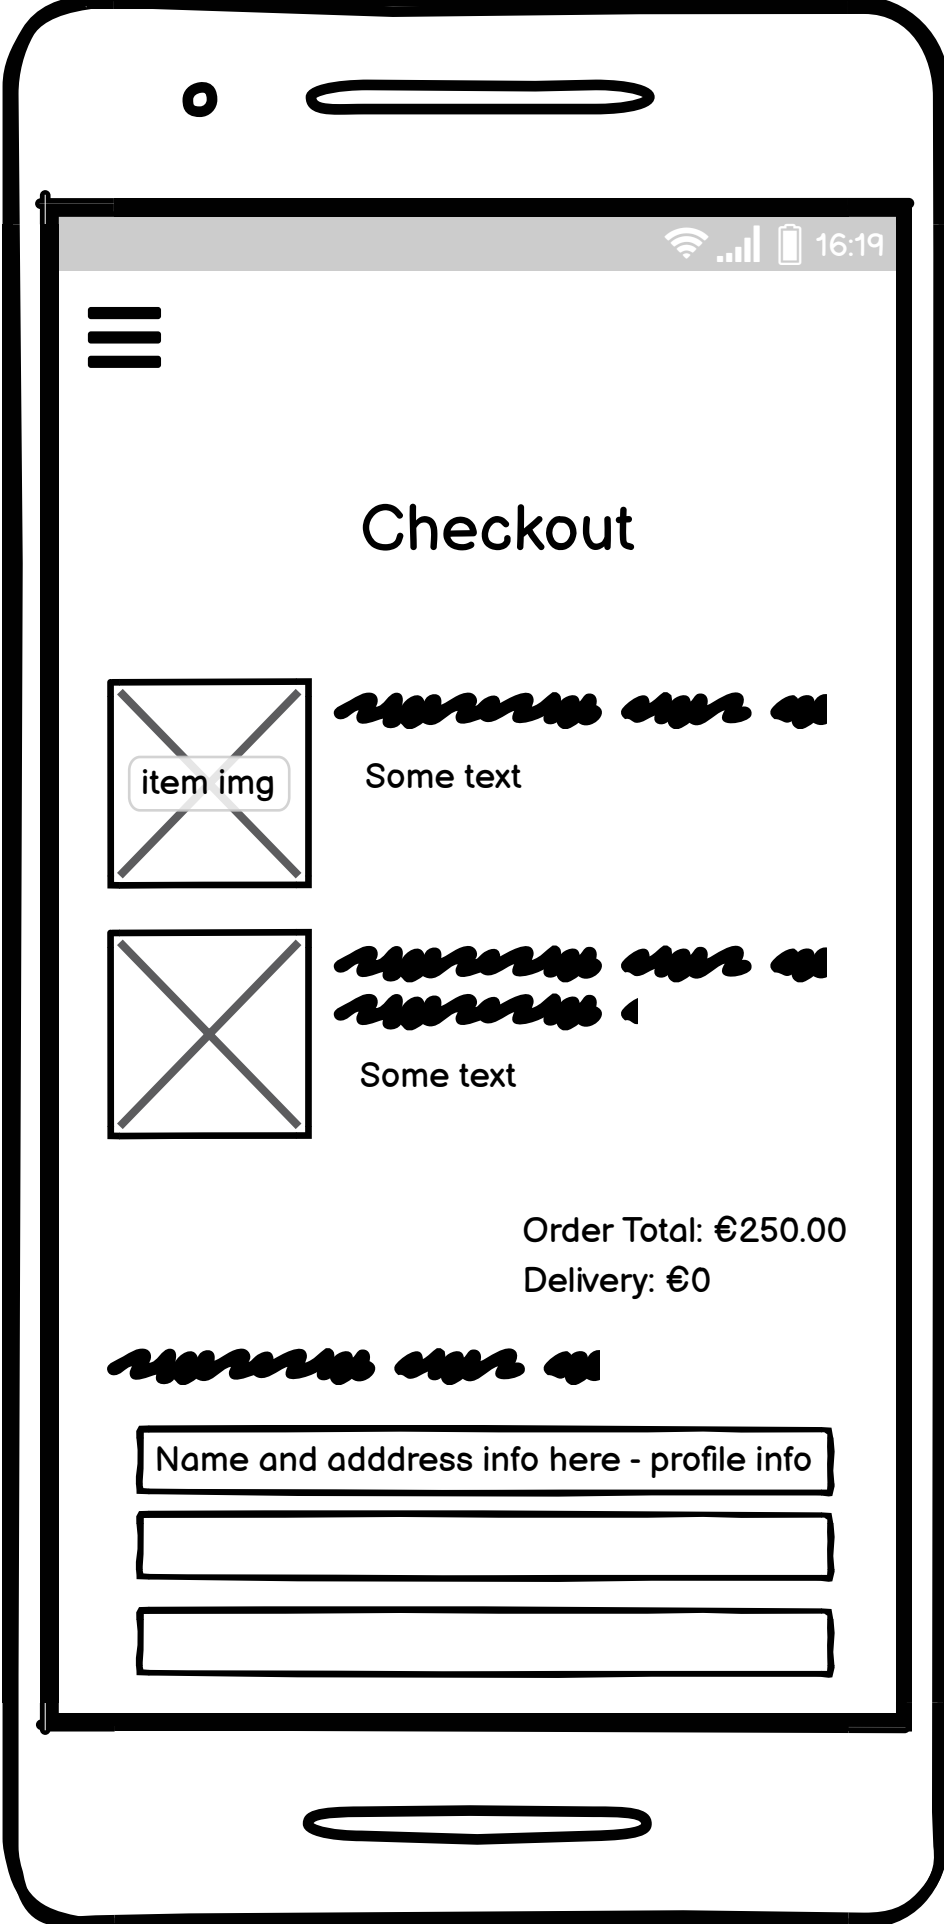 16:19
Checkout
item img
Some text
Some text
Order Total: €250.00
Delivery: €0
Name and adddress info here - profile info